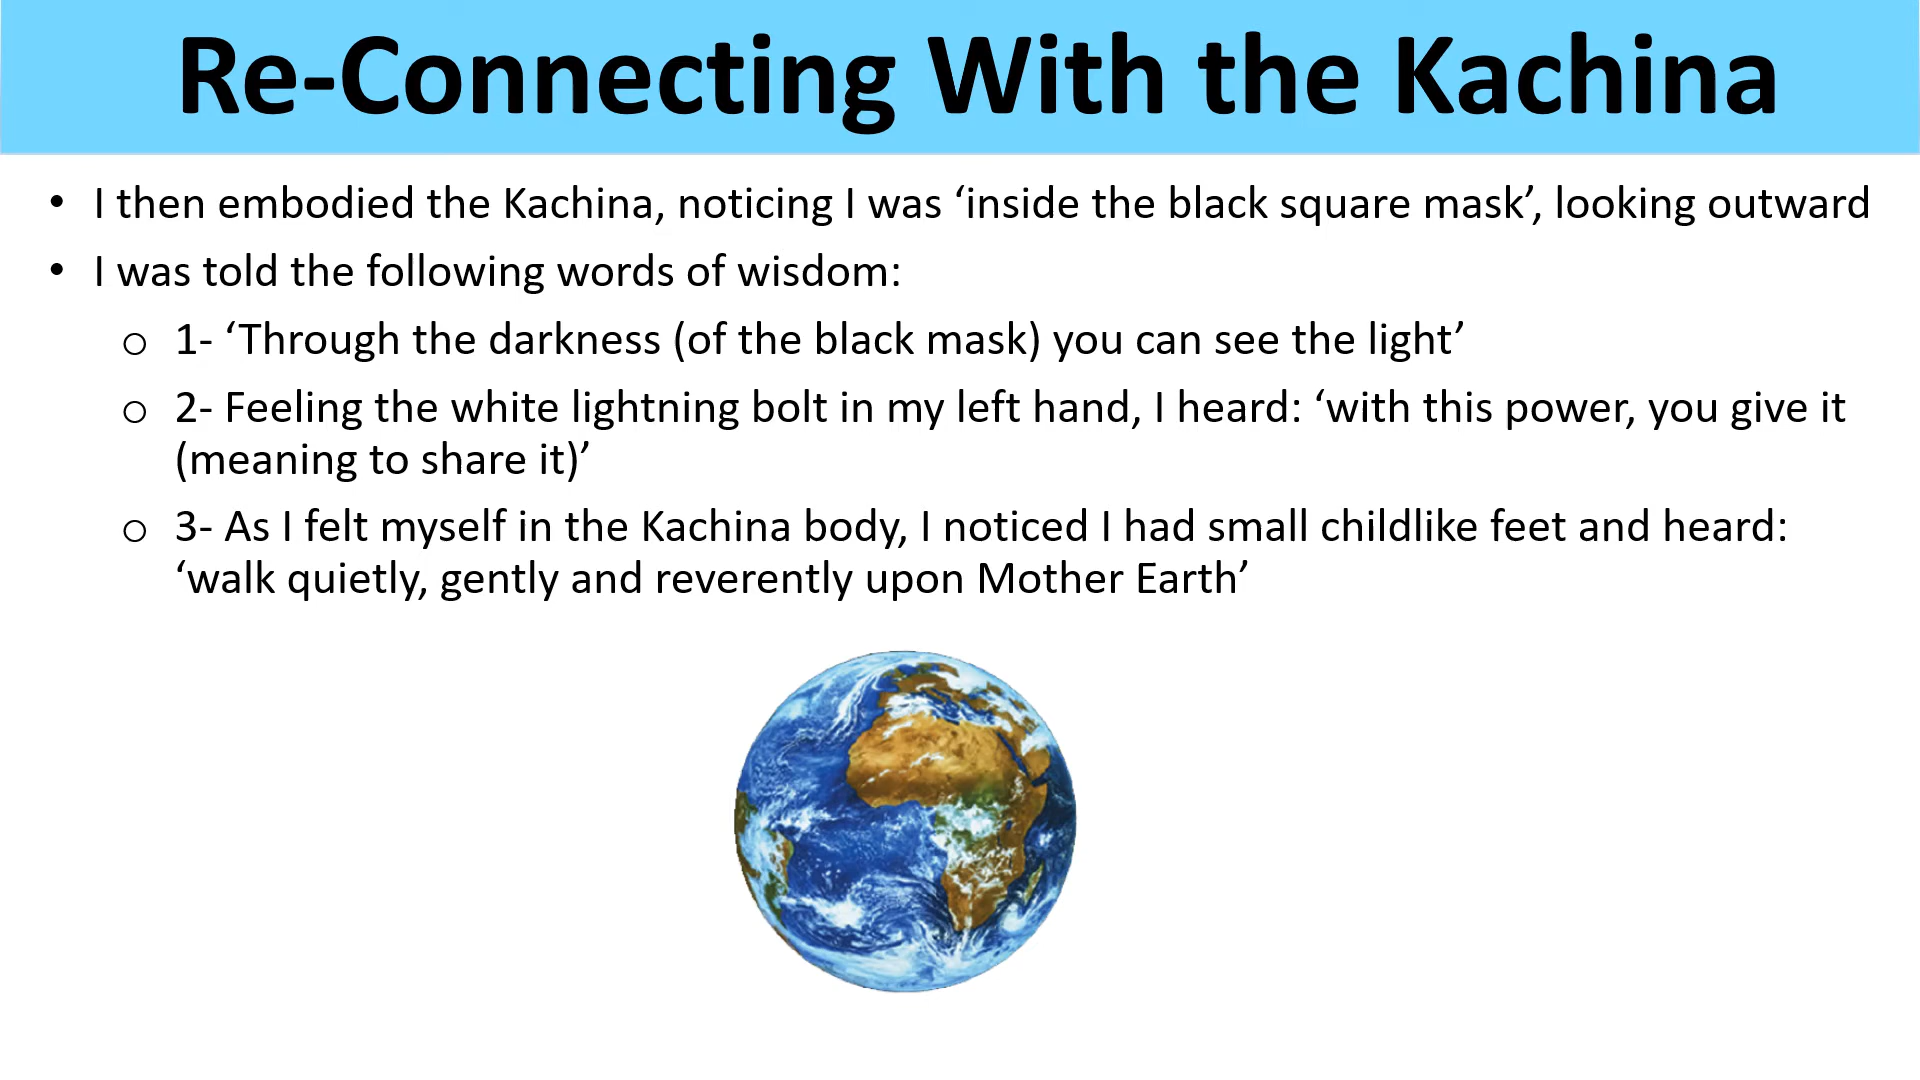 Re-Connecting With the Kachina
• I then embodied the Kachina, noticing I was ‘inside the black square mask’, looking outward
• I was told the following words of wisdom:
o 1- ‘Through the darkness (of the black mask) you can see the light’
o 2- Feeling the white lightning bolt in my left hand, I heard: ‘with this power, you give it
(meaning to share it)’
o 3- As I felt myself in the Kachina body, I noticed I had small childlike feet and heard:
‘walk quietly, gently and reverently upon Mother Earth’